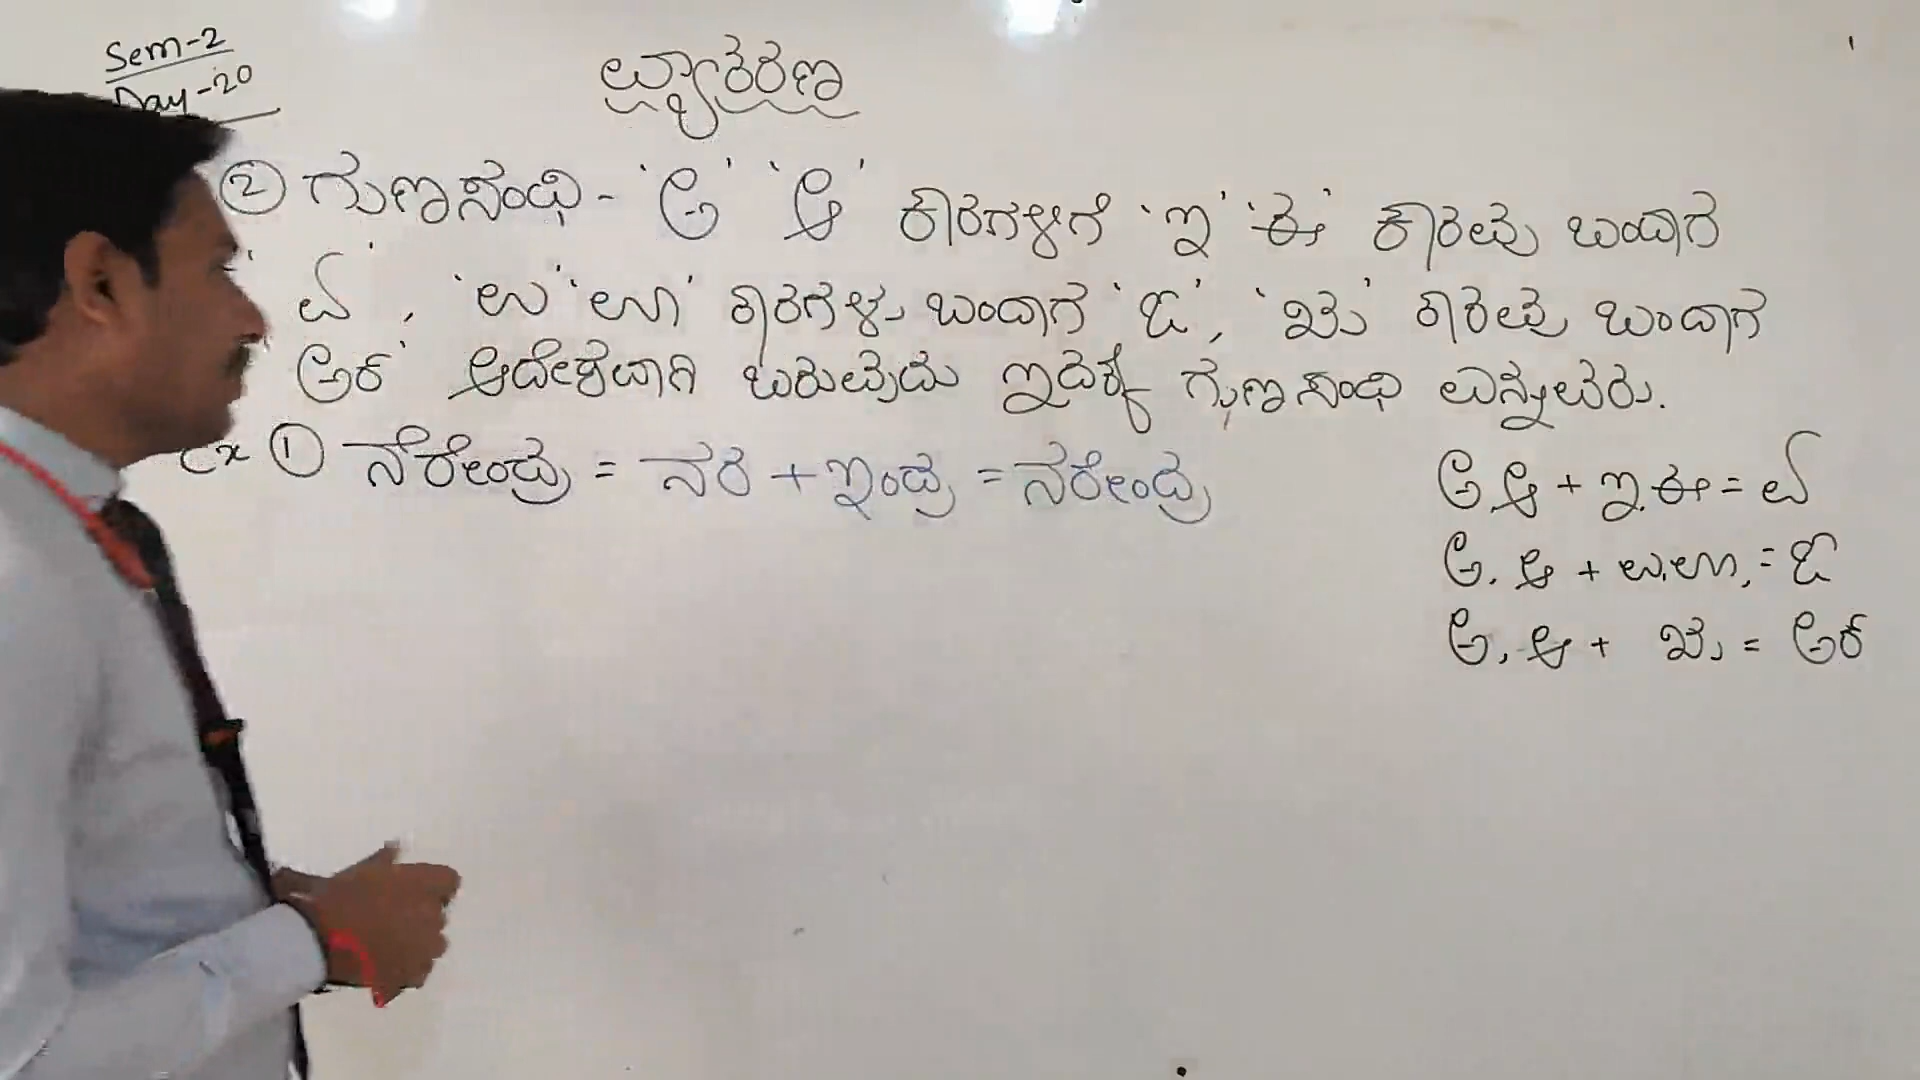 Sem-2
Day-20
ವ್ಯಾಕರಣ
② ಗುಣಸಂಧಿ - 'ಅ' 'ಆ' ಕಾರಗಳಿಗೆ 'ಇ' 'ಈ' ಕಾರವು ಬಂದಾಗ
'ಏ', 'ಉ' 'ಊ' ಕಾರಗಳು ಬಂದಾಗ 'ಓ', 'ಋ' ಕಾರವು ಬಂದಾಗ
ಅರ್' ಆದೇಶವಾಗಿ ಬರುವುದು ಇದಕ್ಕೆ ಗುಣಸಂಧಿ ಎನ್ನುವರು.
Ex ① ನರೇಂದ್ರ = ನರ + ಇಂದ್ರ = ನರೇಂದ್ರ
ಅ,ಆ + ಇ,ಈ = ಏ
ಅ, ಆ + ಉ,ಊ, = ಓ
ಅ, ಆ + ಋ, = ಅರ್